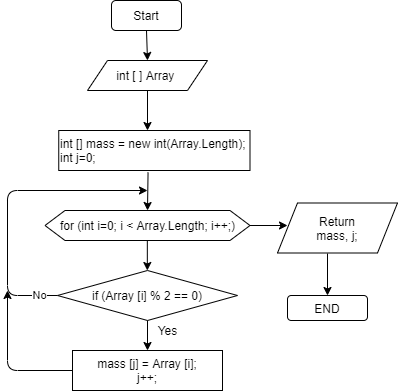 Start
int [ ] Array
int [] mass = new int(Array.Length);
int j=0;
for (int i=0; i < Array.Length; i++;)
Return
mass, j;
if (Array [i] % 2 == 0)
No
END
Yes
mass [j] = Array [i];
j++;